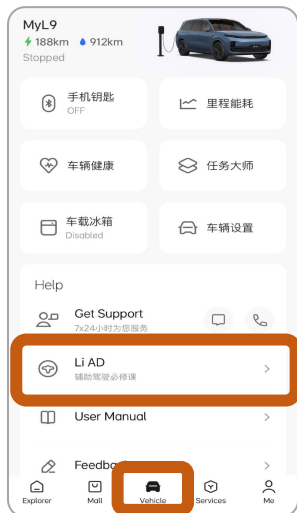 MyL9
188km 912km
Stopped
手机钥匙
OFF
里程能耗
车辆健康
任务大师
车载冰箱
Disabled
车辆设置
Help
Get Support
7x24小时为您服务
Li AD
辅助驾驶必修课
User Manual
Explorer Mall Vehicle Services Me